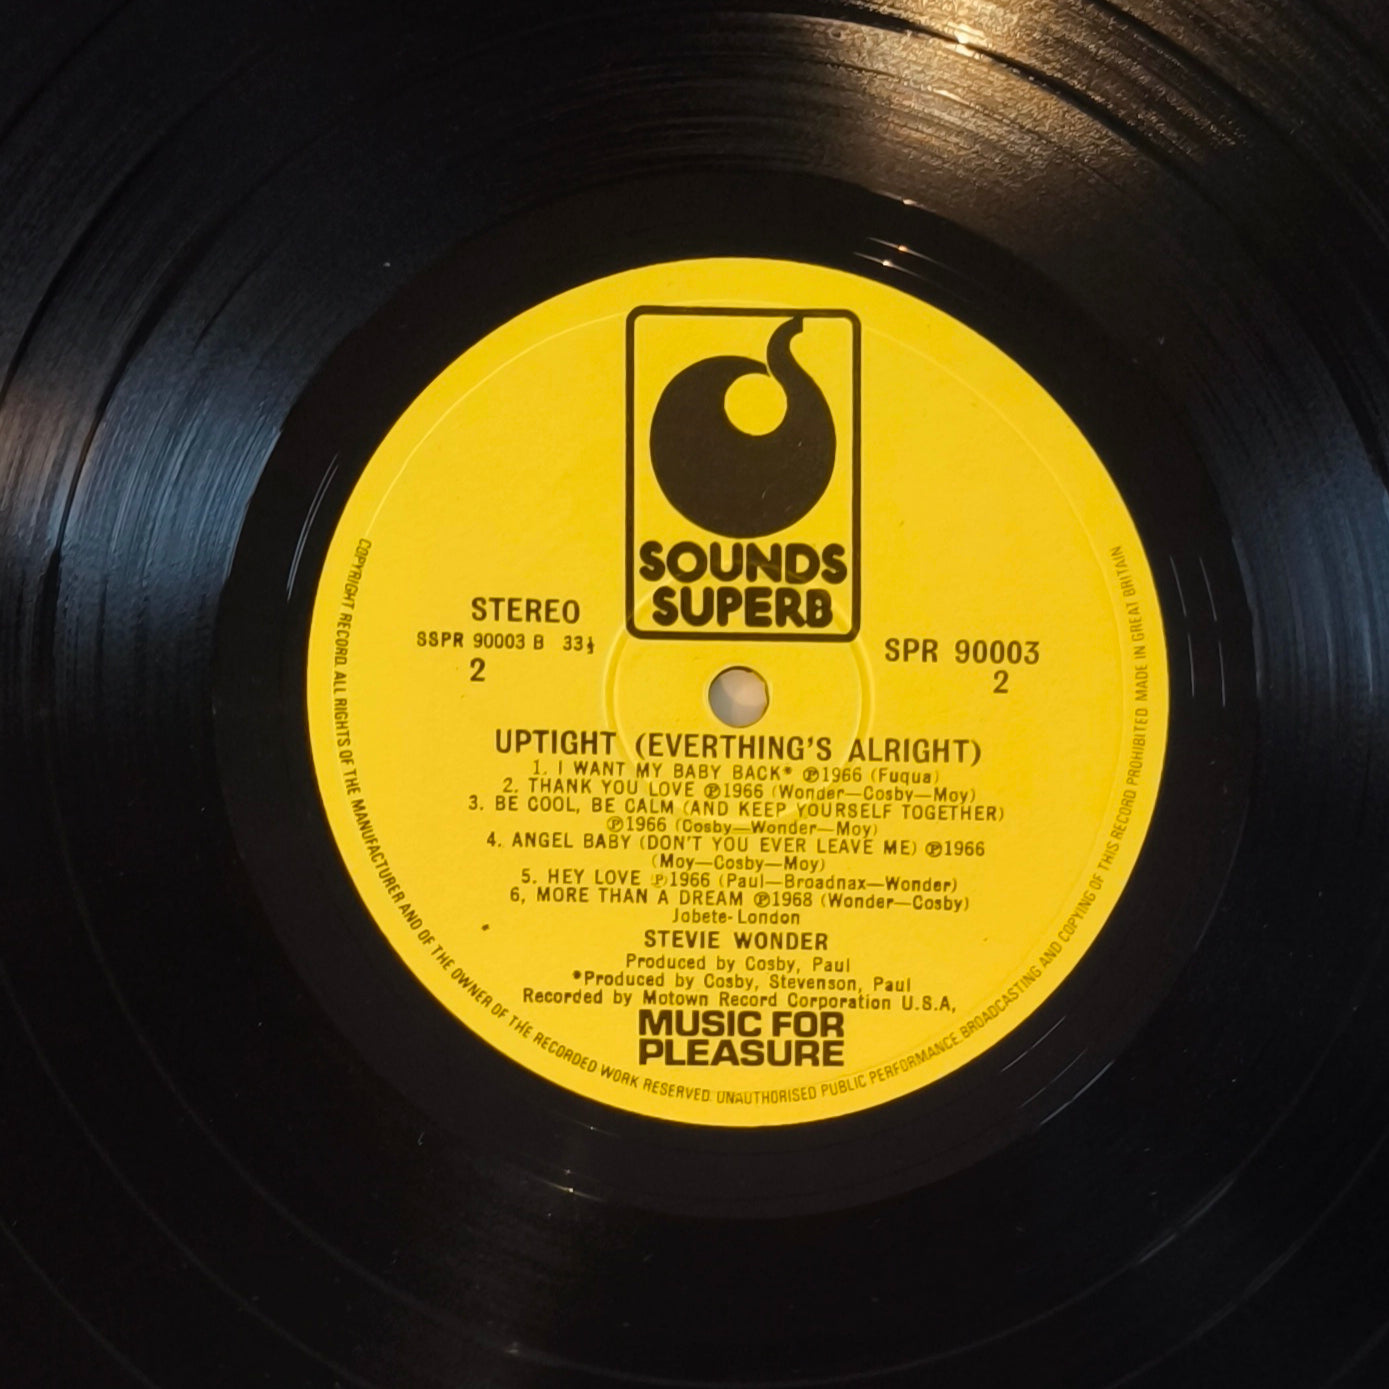 SOUNDS
SUPERB
STEREO
SSPR 90003 B 33⅓
2
SPR 90003
2
UPTIGHT (EVERTHING'S ALRIGHT)
1. I WANT MY BABY BACK* ℗1966 (Fuqua)
2. THANK YOU LOVE ℗1966 (Wonder—Cosby—Moy)
3. BE COOL, BE CALM (AND KEEP YOURSELF TOGETHER)
℗1966 (Cosby—Wonder—Moy)
4. ANGEL BABY (DON'T YOU EVER LEAVE ME) ℗1966
(Moy—Cosby—Moy)
5. HEY LOVE ℗1966 (Paul—Broadnax—Wonder)
6, MORE THAN A DREAM ℗1968 (Wonder—Cosby)
Jobete-London
STEVIE WONDER
Produced by Cosby, Paul
*Produced by Cosby, Stevenson, Paul
Recorded by Motown Record Corporation U.S.A,
MUSIC FOR
PLEASURE
COPYRIGHT RECORD. ALL RIGHTS OF THE MANUFACTURER AND OF THE OWNER OF THE RECORDED WORK RESERVED. UNAUTHORISED PUBLIC PERFORMANCE. BROADCASTING AND COPYING OF THIS RECORD PROHIBITED MADE IN GREAT BRITAIN